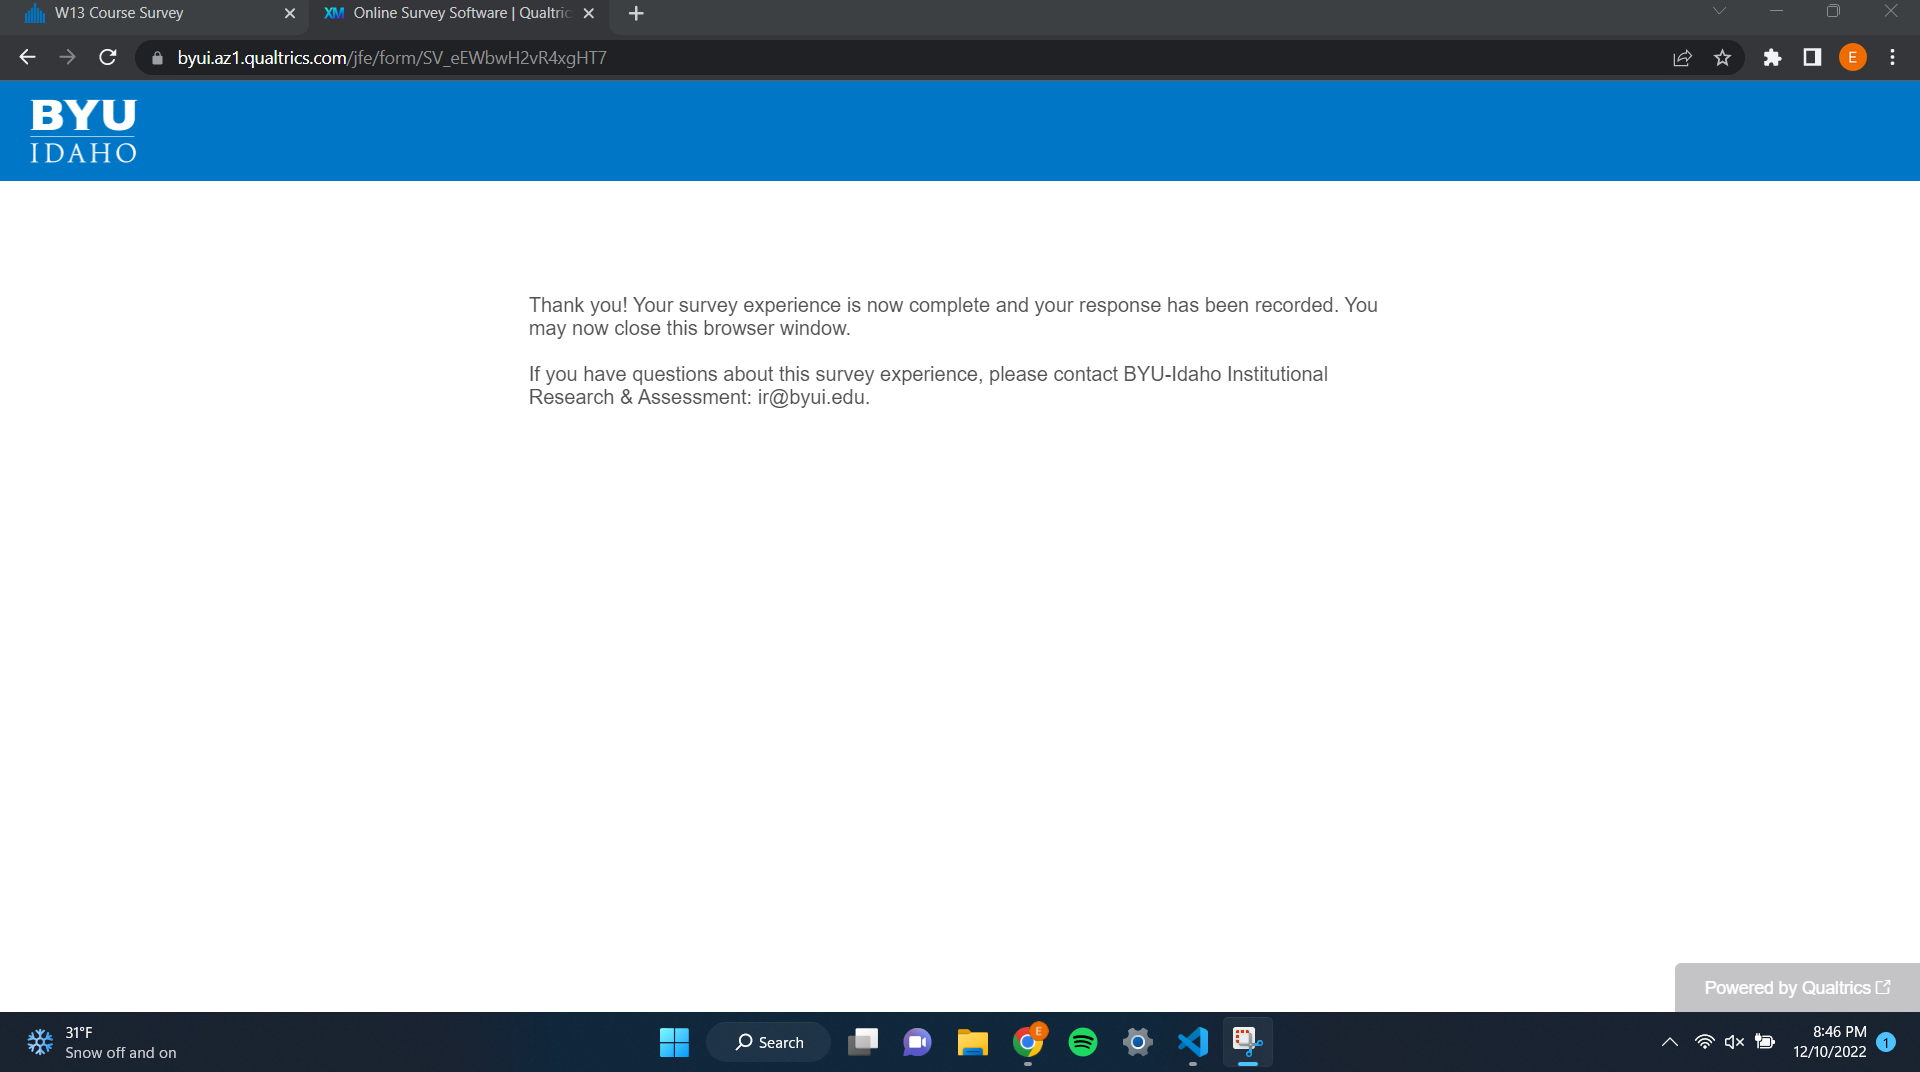 W13 Course Survey
XM Online Survey Software | Qualtric
byui.az1.qualtrics.com/jfe/form/SV_eEWbwH2vR4xgHT7
E
BYU
IDAHO
Thank you! Your survey experience is now complete and your response has been recorded. You
may now close this browser window.
If you have questions about this survey experience, please contact BYU-Idaho Institutional
Research & Assessment: ir@byui.edu.
Powered by Qualtrics
31°F
Snow off and on
Search
E
8:46 PM
12/10/2022
1